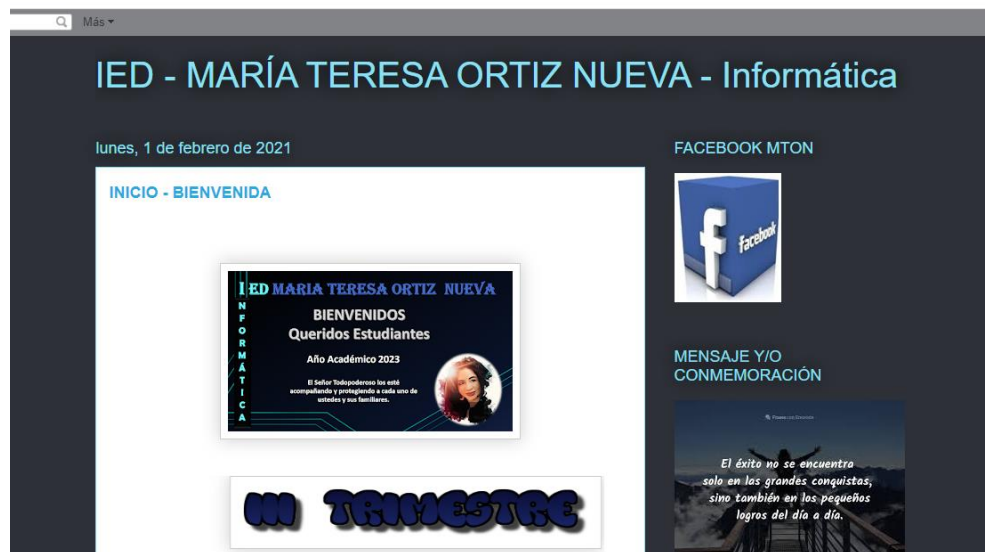 Más
IED - MARÍA TERESA ORTIZ NUEVA - Informática
lunes, 1 de febrero de 2021
INICIO - BIENVENIDA
IED MARIA TERESA ORTIZ NUEVA
INFORMÁTICA
BIENVENIDOS
Queridos Estudiantes
Año Académico 2023
El Señor Todopoderoso los esté
acompañando y protegiendo a cada uno de
ustedes y sus familiares.
III TRIMESTRE
FACEBOOK MTON
f
facebook
MENSAJE Y/O
CONMEMORACIÓN
El éxito no se encuentra
solo en las grandes conquistas,
sino también en los pequeños
logros del día a día.